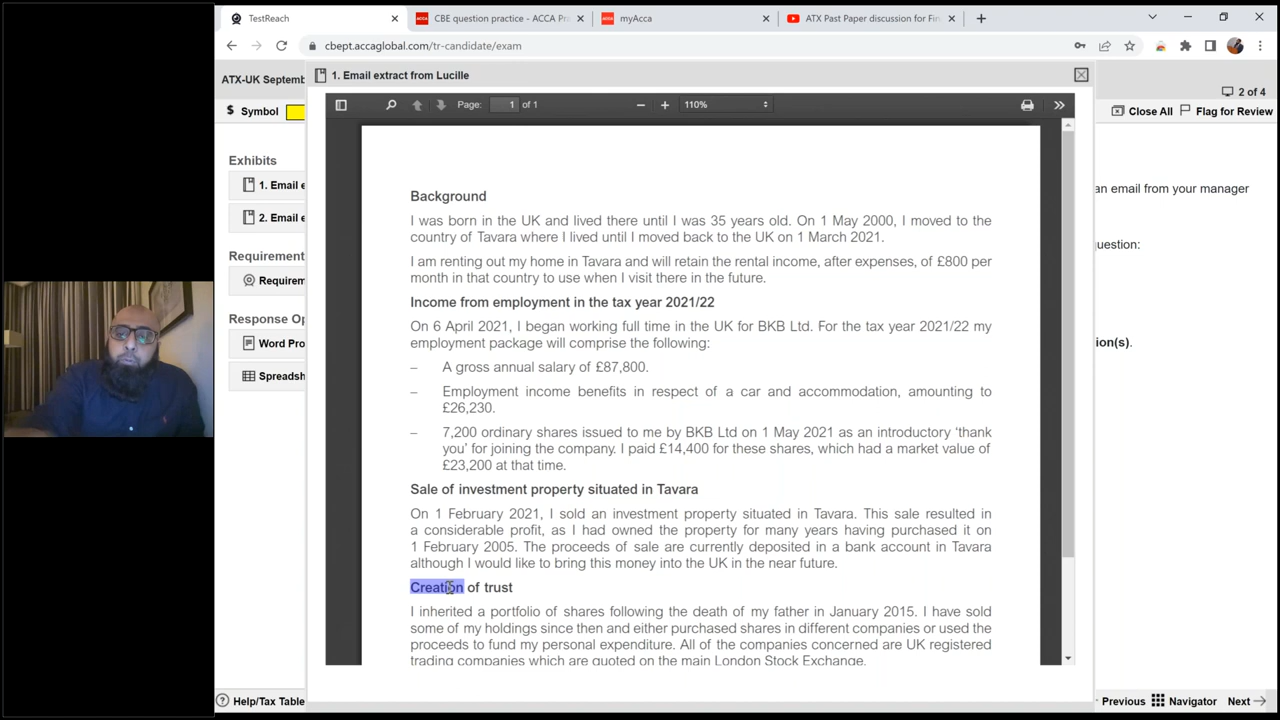 TestReach
CBE question practice - ACCA Pra
myAcca
ATX Past Paper discussion for Fin
cbept.accaglobal.com/tr-candidate/exam
ATX-UK Septemb
1. Email extract from Lucille
2 of 4
$ Symbol
Page: 1 of 1
110%
Close All
Flag for Review
Exhibits
1. Email e
2. Email e
Requirement
Requirem
Response Op
Word Pro
Spreadsh
an email from your manager
question:
on(s).
Background
I was born in the UK and lived there until I was 35 years old. On 1 May 2000, I moved to the
country of Tavara where I lived until I moved back to the UK on 1 March 2021.
I am renting out my home in Tavara and will retain the rental income, after expenses, of £800 per
month in that country to use when I visit there in the future.
Income from employment in the tax year 2021/22
On 6 April 2021, I began working full time in the UK for BKB Ltd. For the tax year 2021/22 my
employment package will comprise the following:
– A gross annual salary of £87,800.
– Employment income benefits in respect of a car and accommodation, amounting to
£26,230.
– 7,200 ordinary shares issued to me by BKB Ltd on 1 May 2021 as an introductory ‘thank
you’ for joining the company. I paid £14,400 for these shares, which had a market value of
£23,200 at that time.
Sale of investment property situated in Tavara
On 1 February 2021, I sold an investment property situated in Tavara. This sale resulted in
a considerable profit, as I had owned the property for many years having purchased it on
1 February 2005. The proceeds of sale are currently deposited in a bank account in Tavara
although I would like to bring this money into the UK in the near future.
Creation of trust
I inherited a portfolio of shares following the death of my father in January 2015. I have sold
some of my holdings since then and either purchased shares in different companies or used the
proceeds to fund my personal expenditure. All of the companies concerned are UK registered
trading companies which are quoted on the main London Stock Exchange.
Help/Tax Table
Previous
Navigator
Next